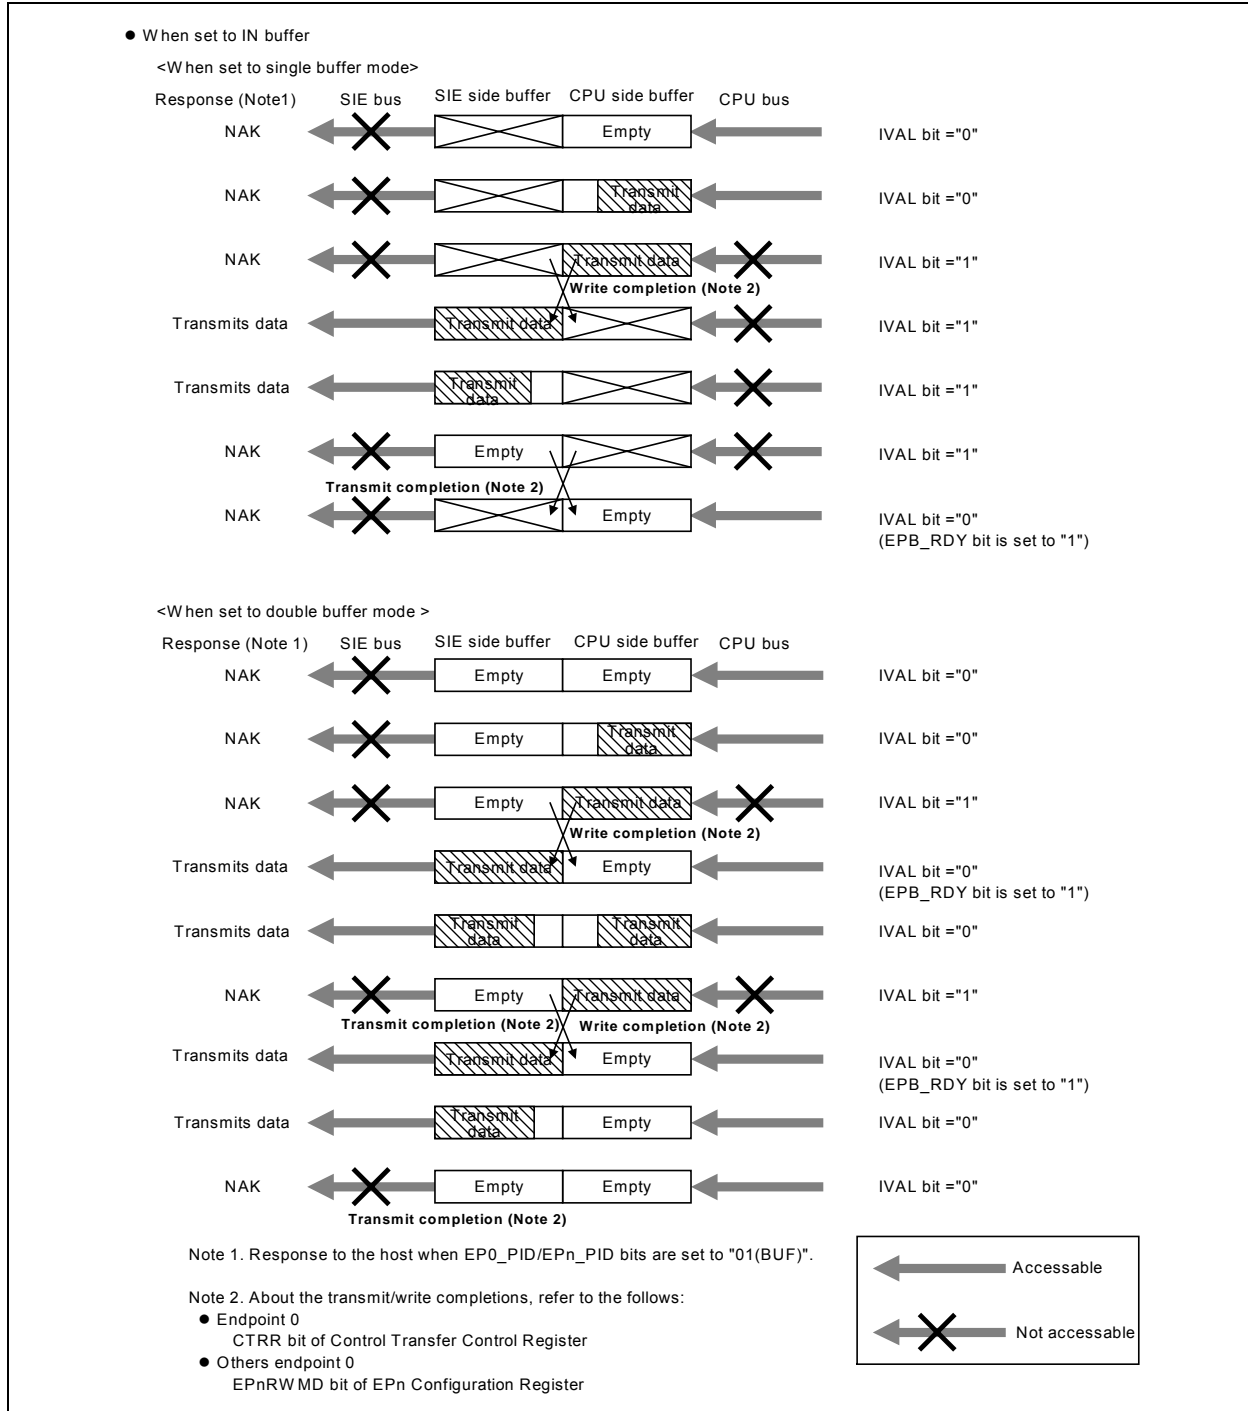 ● When set to IN buffer
<When set to single buffer mode>
Response (Note1) SIE bus SIE side buffer CPU side buffer CPU bus
NAK Empty IVAL bit ="0"
NAK Transmit data IVAL bit ="0"
NAK Transmit data IVAL bit ="1"
Write completion (Note 2)
Transmits data Transmit data IVAL bit ="1"
Transmits data Transmit data IVAL bit ="1"
NAK Empty IVAL bit ="1"
Transmit completion (Note 2)
NAK Empty IVAL bit ="0"
(EPB_RDY bit is set to "1")
<When set to double buffer mode >
Response (Note 1) SIE bus SIE side buffer CPU side buffer CPU bus
NAK Empty Empty IVAL bit ="0"
NAK Empty Transmit data IVAL bit ="0"
NAK Empty Transmit data IVAL bit ="1"
Write completion (Note 2)
Transmits data Transmit data Empty IVAL bit ="0"
(EPB_RDY bit is set to "1")
Transmits data Transmit data Transmit data IVAL bit ="0"
NAK Empty Transmit data IVAL bit ="1"
Transmit completion (Note 2) Write completion (Note 2)
Transmits data Transmit data Empty IVAL bit ="0"
(EPB_RDY bit is set to "1")
Transmits data Transmit data Empty IVAL bit ="0"
NAK Empty Empty IVAL bit ="0"
Transmit completion (Note 2)
Note 1. Response to the host when EP0_PID/EPn_PID bits are set to "01(BUF)".
Accessable
Note 2. About the transmit/write completions, refer to the follows:
● Endpoint 0
CTRR bit of Control Transfer Control Register
Not accessable
● Others endpoint 0
EPnRWMD bit of EPn Configuration Register